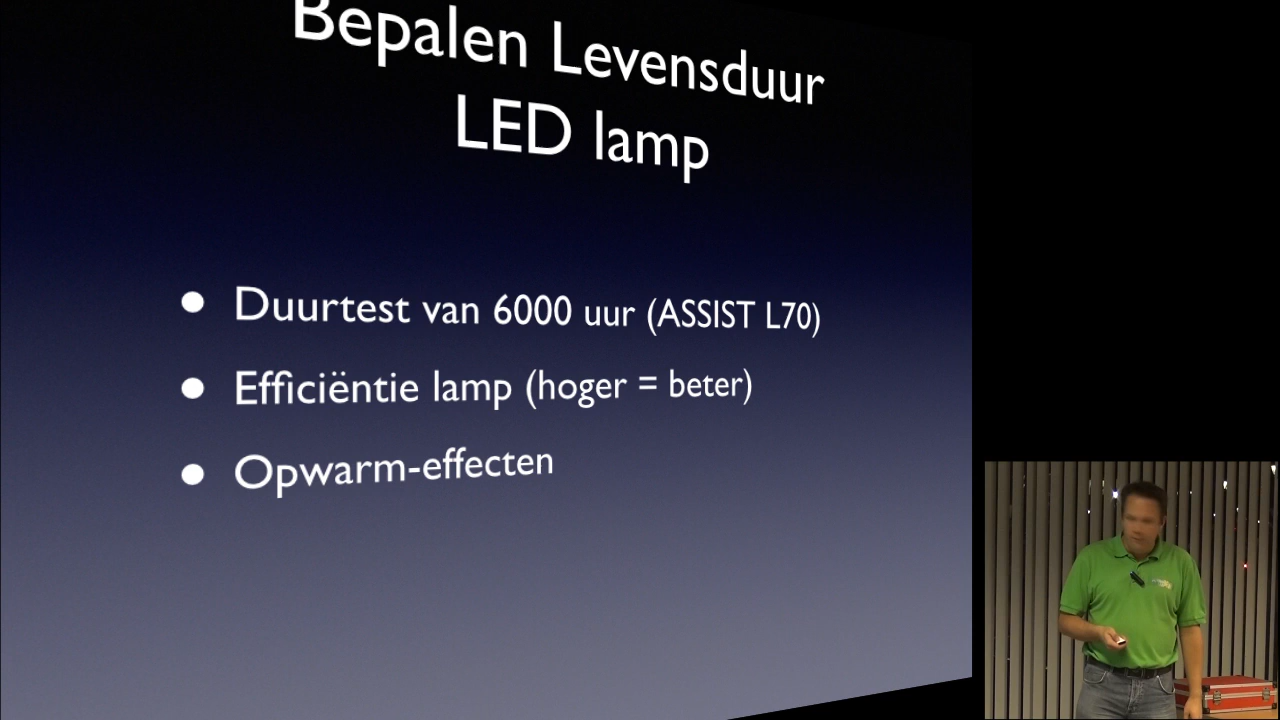 Bepalen Levensduur
LED lamp
• Duurtest van 6000 uur (ASSIST L70)
• Efficiëntie lamp (hoger = beter)
• Opwarm-effecten